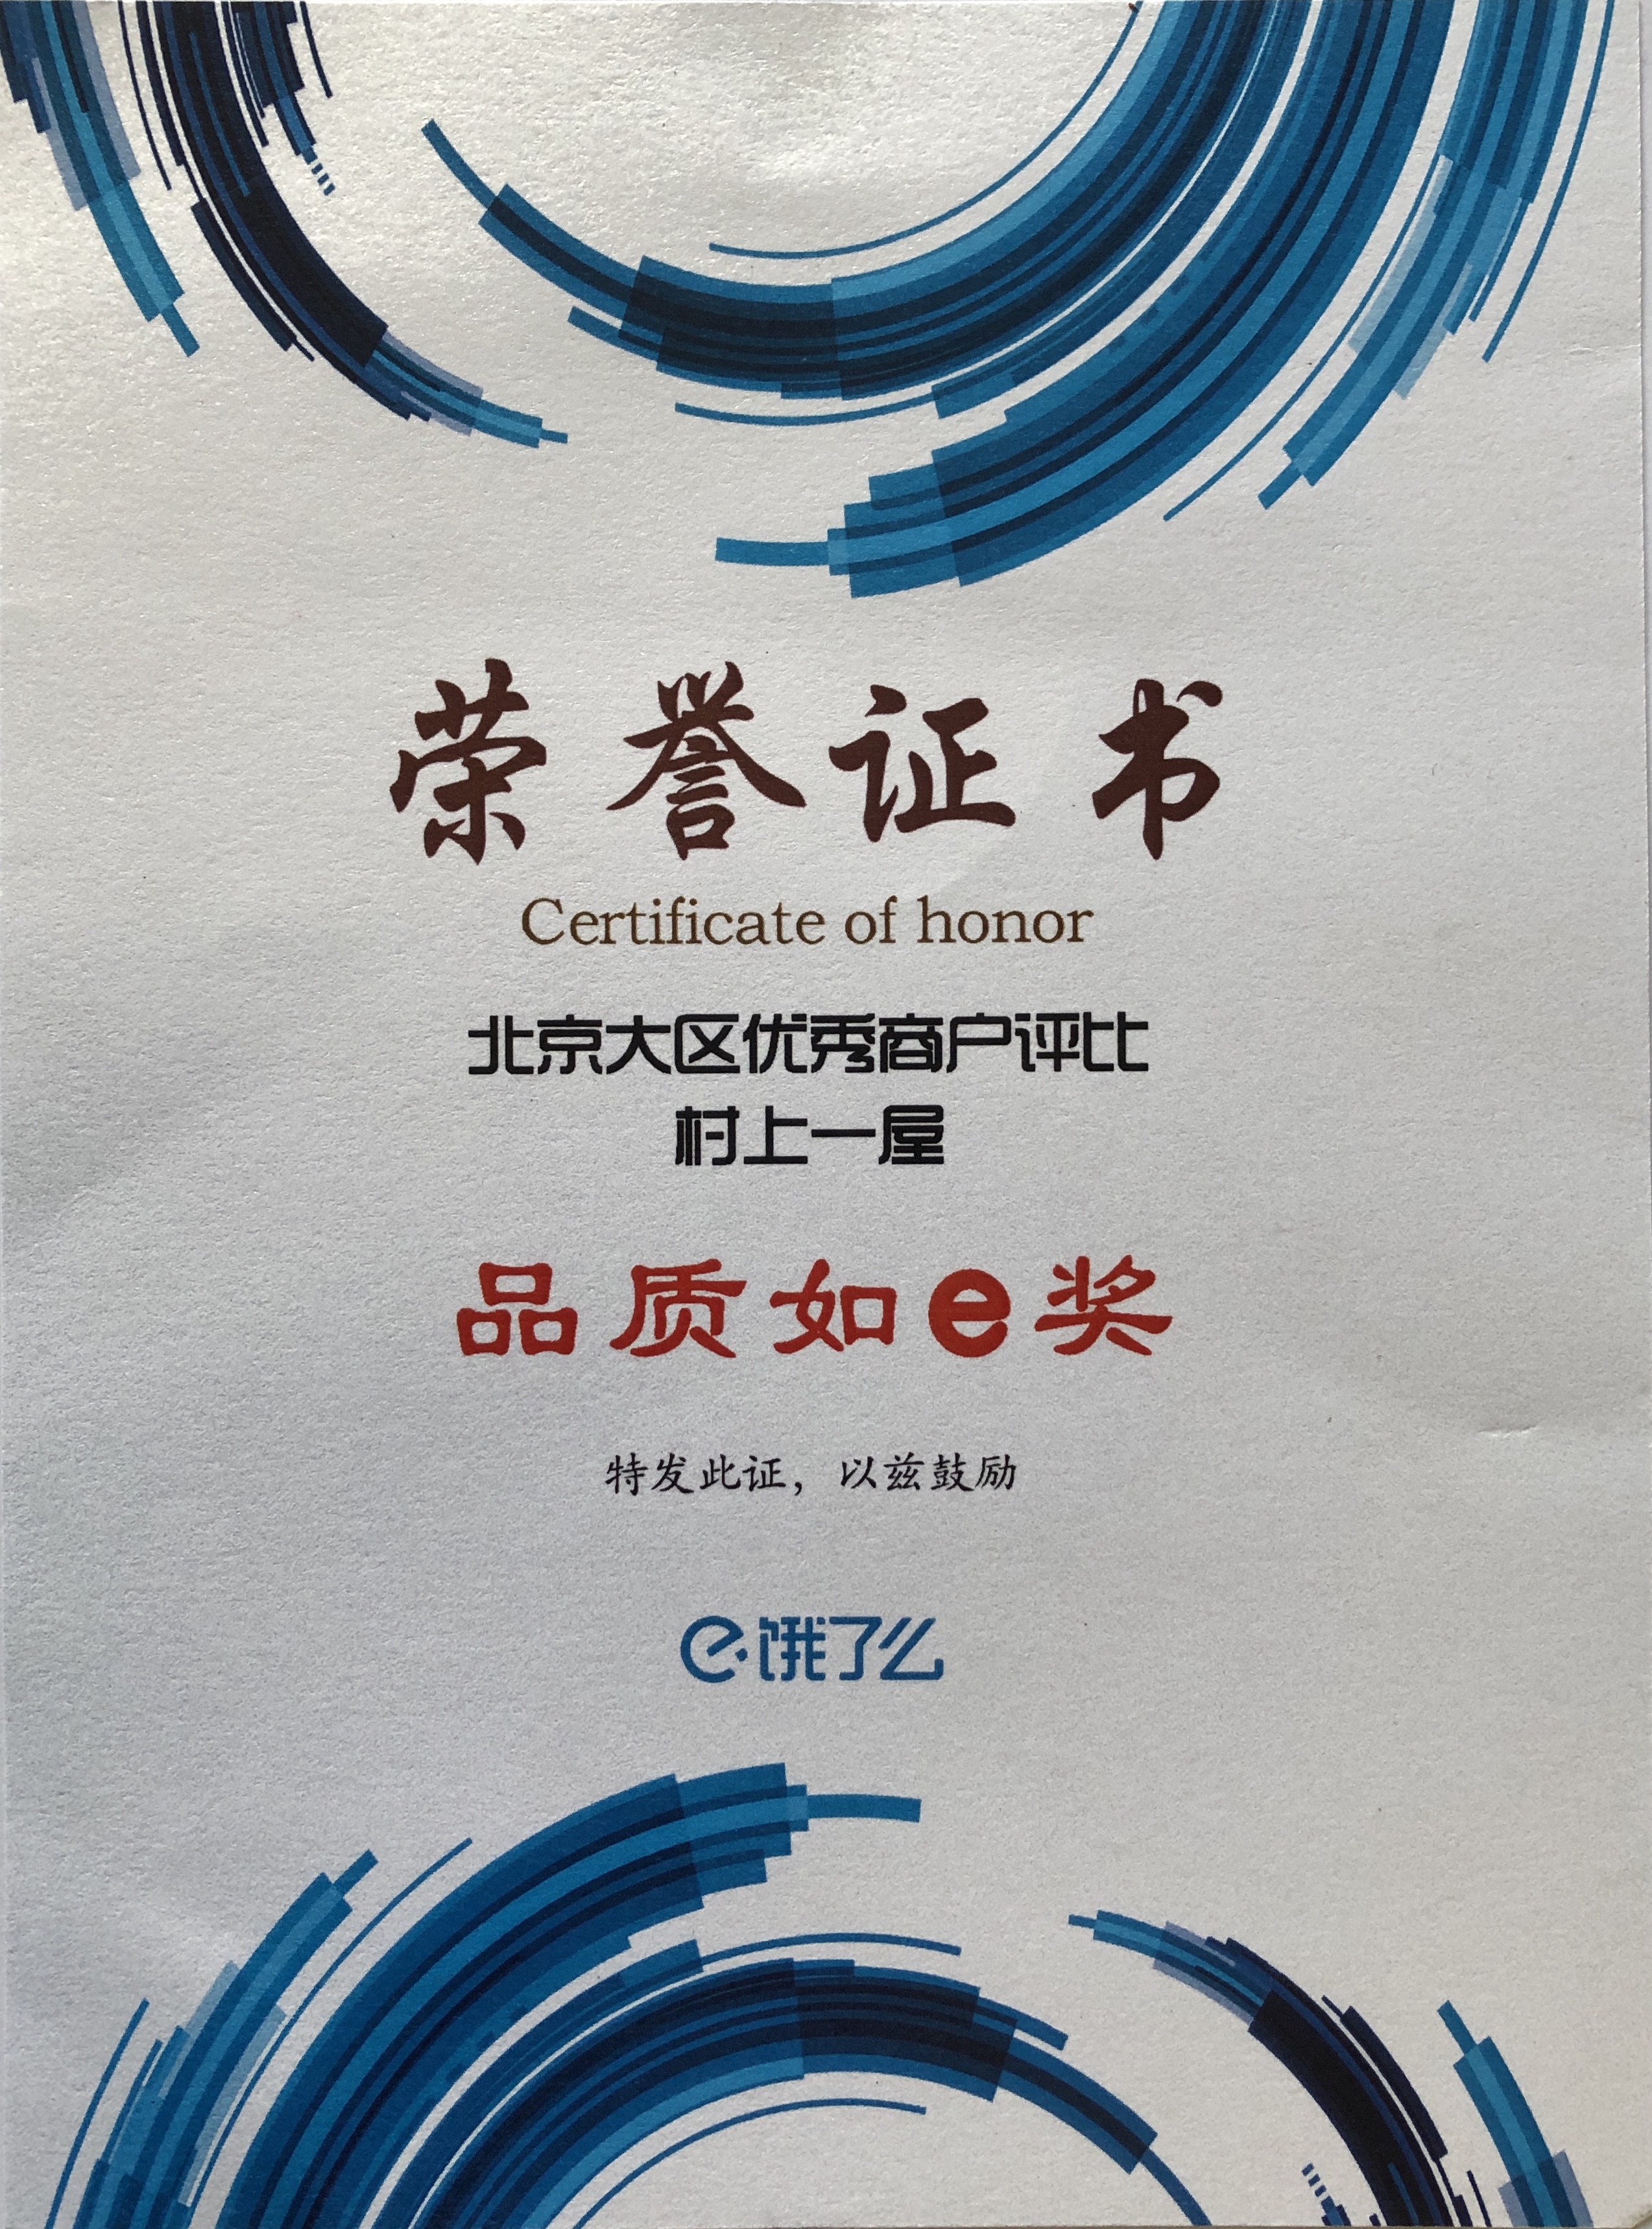 荣誉证书
Certificate of honor
北京大区优秀商户评比
村上一屋
品质如e奖
特发此证，以兹鼓励
e饿了么